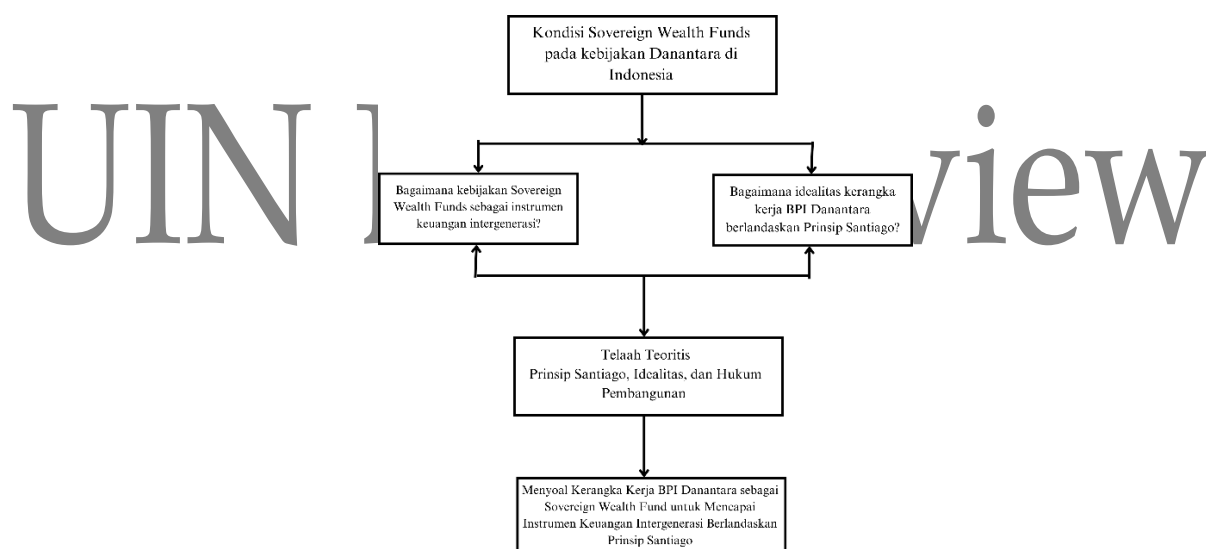 Kondisi Sovereign Wealth Funds
pada kebijakan Danantara di
Indonesia
UIN
view
Bagaimana kebijakan Sovereign
Wealth Funds sebagai instrumen
keuangan intergenerasi?
Bagaimana idealitas kerangka
kerja BPI Danantara
berlandaskan Prinsip Santiago?
Telaah Teoritis
Prinsip Santiago, Idealitas, dan Hukum
Pembangunan
Menyoal Kerangka Kerja BPI Danantara sebagai
Sovereign Wealth Fund untuk Mencapai
Instrumen Keuangan Intergenerasi Berlandaskan
Prinsip Santiago